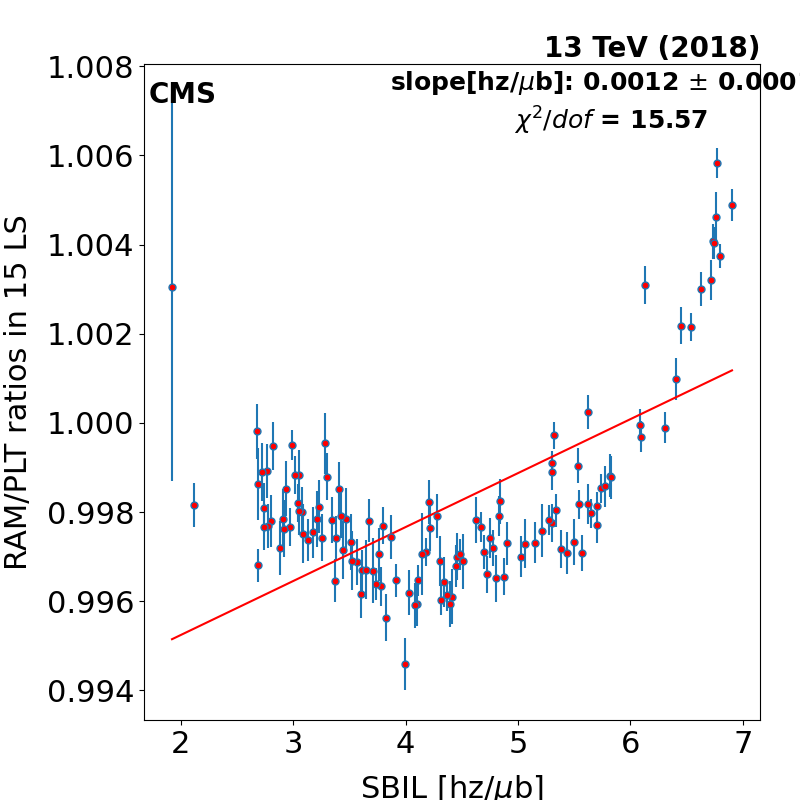 13 TeV (2018)
CMS
slope[hz/μb]: 0.0012 ± 0.000
χ²/dof = 15.57
RAM/PLT ratios in 15 LS
1.008
1.006
1.004
1.002
1.000
0.998
0.996
0.994
2 3 4 5 6 7
SBIL [hz/μb]